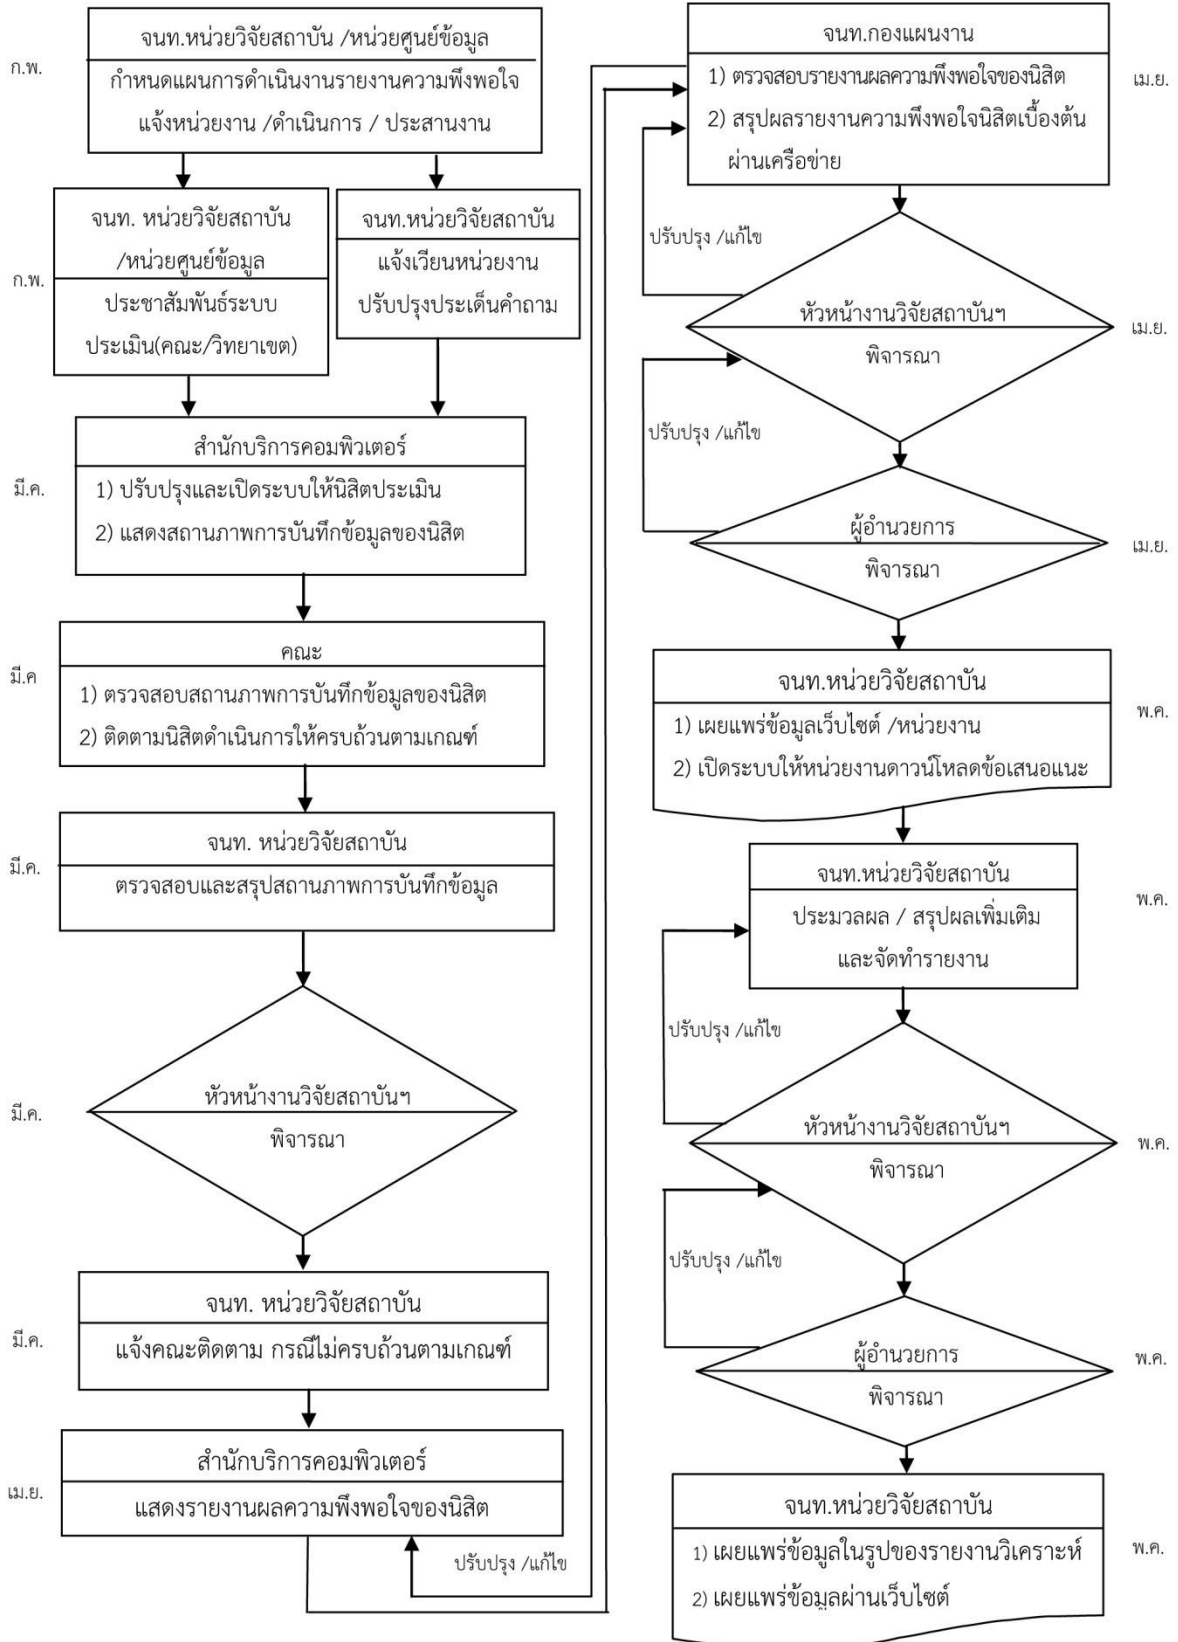 ก.พ.
จนท.หน่วยวิจัยสถาบัน /หน่วยศูนย์ข้อมูล
กำหนดแผนการดำเนินงานรายงานความพึงพอใจ
แจ้งหน่วยงาน /ดำเนินการ / ประสานงาน
ก.พ.
จนท. หน่วยวิจัยสถาบัน
/หน่วยศูนย์ข้อมูล
ประชาสัมพันธ์ระบบ
ประเมิน(คณะ/วิทยาเขต)
จนท.หน่วยวิจัยสถาบัน
แจ้งเวียนหน่วยงาน
ปรับปรุงประเด็นคำถาม
มี.ค.
สำนักบริการคอมพิวเตอร์
1) ปรับปรุงและเปิดระบบให้นิสิตประเมิน
2) แสดงสถานภาพการบันทึกข้อมูลของนิสิต
มี.ค
คณะ
1) ตรวจสอบสถานภาพการบันทึกข้อมูลของนิสิต
2) ติดตามนิสิตดำเนินการให้ครบถ้วนตามเกณฑ์
มี.ค.
จนท. หน่วยวิจัยสถาบัน
ตรวจสอบและสรุปสถานภาพการบันทึกข้อมูล
มี.ค.
หัวหน้างานวิจัยสถาบันฯ
พิจารณา
มี.ค.
จนท. หน่วยวิจัยสถาบัน
แจ้งคณะติดตาม กรณีไม่ครบถ้วนตามเกณฑ์
เม.ย.
สำนักบริการคอมพิวเตอร์
แสดงรายงานผลความพึงพอใจของนิสิต
ปรับปรุง /แก้ไข
จนท.กองแผนงาน
1) ตรวจสอบรายงานผลความพึงพอใจของนิสิต
2) สรุปผลรายงานความพึงพอใจนิสิตเบื้องต้น
ผ่านเครือข่าย
เม.ย.
ปรับปรุง /แก้ไข
หัวหน้างานวิจัยสถาบันฯ
พิจารณา
เม.ย.
ปรับปรุง /แก้ไข
ผู้อำนวยการ
พิจารณา
เม.ย.
จนท.หน่วยวิจัยสถาบัน
1) เผยแพร่ข้อมูลเว็บไซต์ /หน่วยงาน
2) เปิดระบบให้หน่วยงานดาวน์โหลดข้อเสนอแนะ
พ.ค.
จนท.หน่วยวิจัยสถาบัน
ประมวลผล / สรุปผลเพิ่มเติม
และจัดทำรายงาน
พ.ค.
ปรับปรุง /แก้ไข
หัวหน้างานวิจัยสถาบันฯ
พิจารณา
พ.ค.
ปรับปรุง /แก้ไข
ผู้อำนวยการ
พิจารณา
พ.ค.
จนท.หน่วยวิจัยสถาบัน
1) เผยแพร่ข้อมูลในรูปของรายงานวิเคราะห์
2) เผยแพร่ข้อมูลผ่านเว็บไซต์
พ.ค.